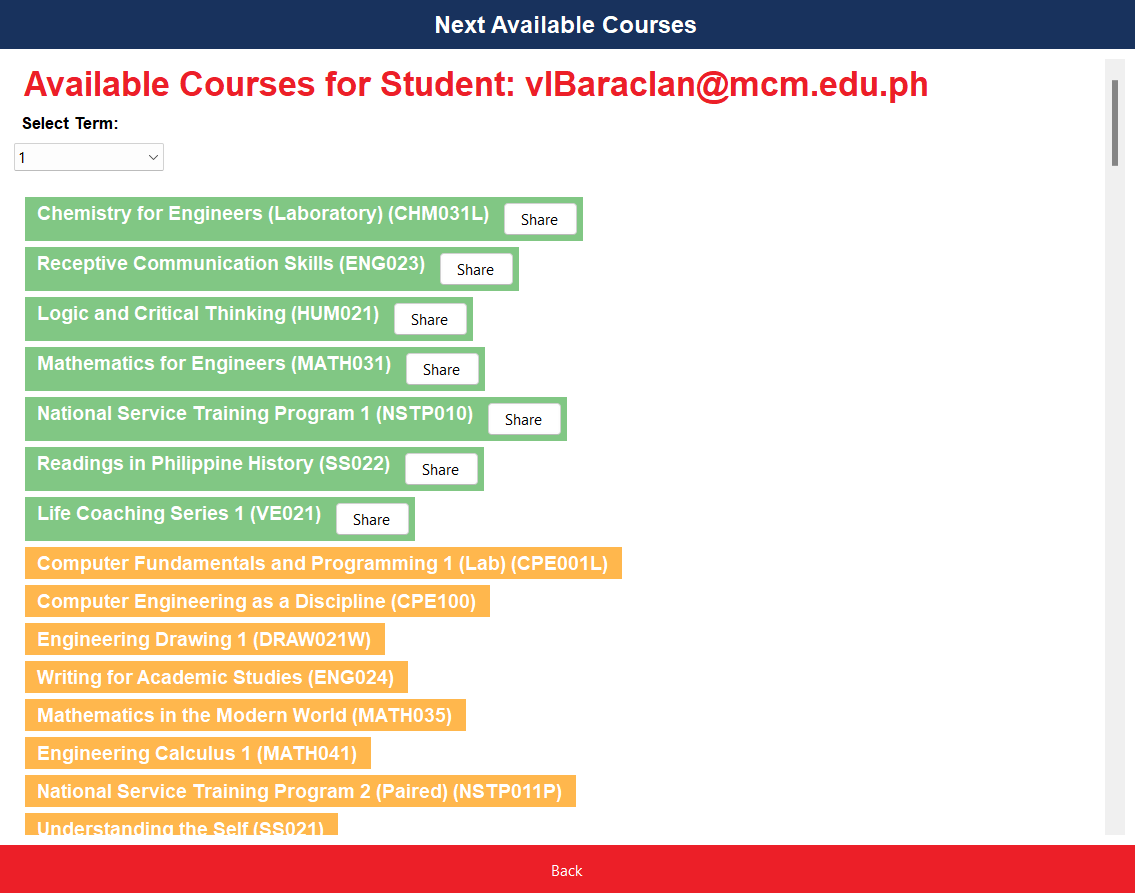 Next Available Courses
Available Courses for Student: vlBaraclan@mcm.edu.ph
Select Term:
1
Chemistry for Engineers (Laboratory) (CHM031L) Share
Receptive Communication Skills (ENG023) Share
Logic and Critical Thinking (HUM021) Share
Mathematics for Engineers (MATH031) Share
National Service Training Program 1 (NSTP010) Share
Readings in Philippine History (SS022) Share
Life Coaching Series 1 (VE021) Share
Computer Fundamentals and Programming 1 (Lab) (CPE001L)
Computer Engineering as a Discipline (CPE100)
Engineering Drawing 1 (DRAW021W)
Writing for Academic Studies (ENG024)
Mathematics in the Modern World (MATH035)
Engineering Calculus 1 (MATH041)
National Service Training Program 2 (Paired) (NSTP011P)
Understanding the Self (SS021)
Back